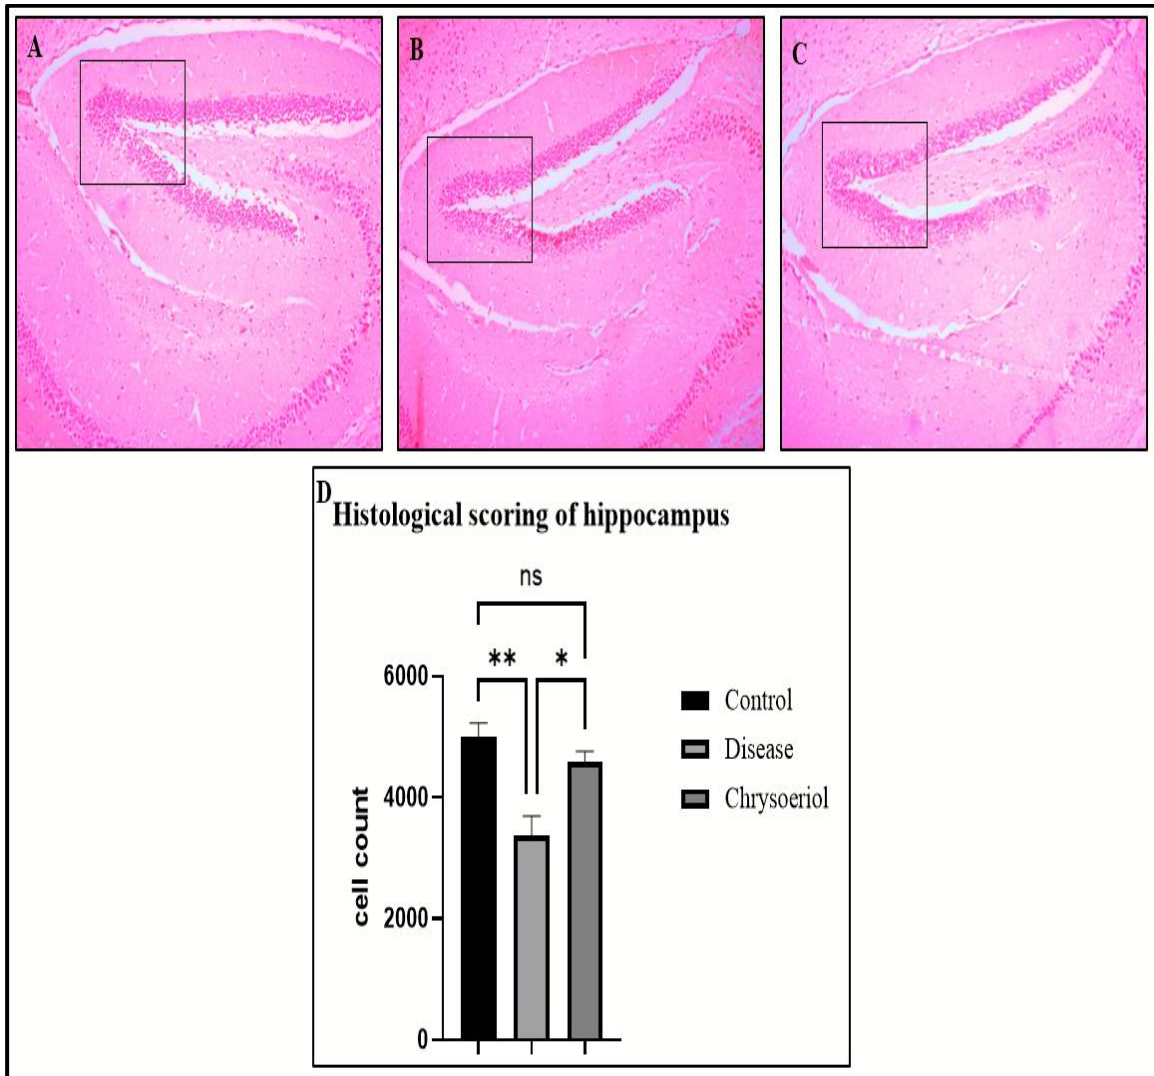 A
B
C
D
Histological scoring of hippocampus
ns
** *
6000
4000
2000
0
cell count
Control
Disease
Chrysoeriol